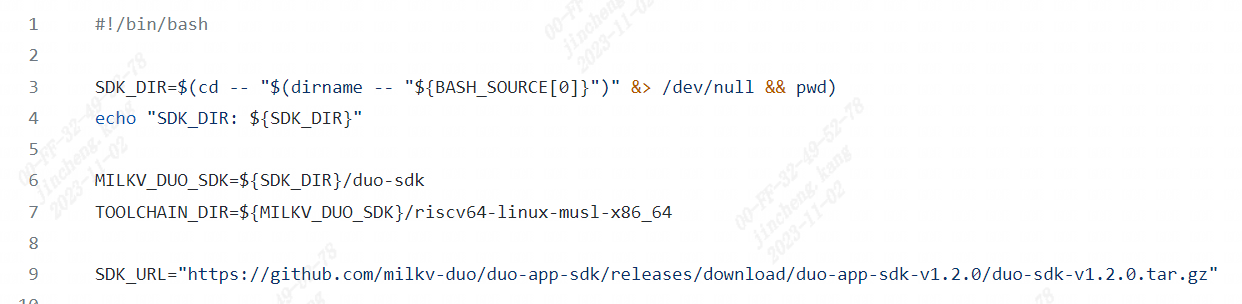 1 #!/bin/bash
2
3 SDK_DIR=$(cd -- "$(dirname -- "${BASH_SOURCE[0]}")" &> /dev/null && pwd)
4 echo "SDK_DIR: ${SDK_DIR}"
5
6 MILKV_DUO_SDK=${SDK_DIR}/duo-sdk
7 TOOLCHAIN_DIR=${MILKV_DUO_SDK}/riscv64-linux-musl-x86_64
8
9 SDK_URL="https://github.com/milkv-duo/duo-app-sdk/releases/download/duo-app-sdk-v1.2.0/duo-sdk-v1.2.0.tar.gz"
00-FF-32-49-52-78
jincheng.kang
2023-11-02